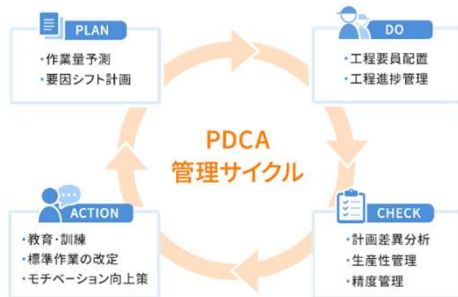 PLAN
・作業量予測
・要因シフト計画
DO
・工程要員配置
・工程進捗管理
PDCA
管理サイクル
ACTION
・教育・訓練
・標準作業の改定
・モチベーション向上策
CHECK
・計画差異分析
・生産性管理
・精度管理